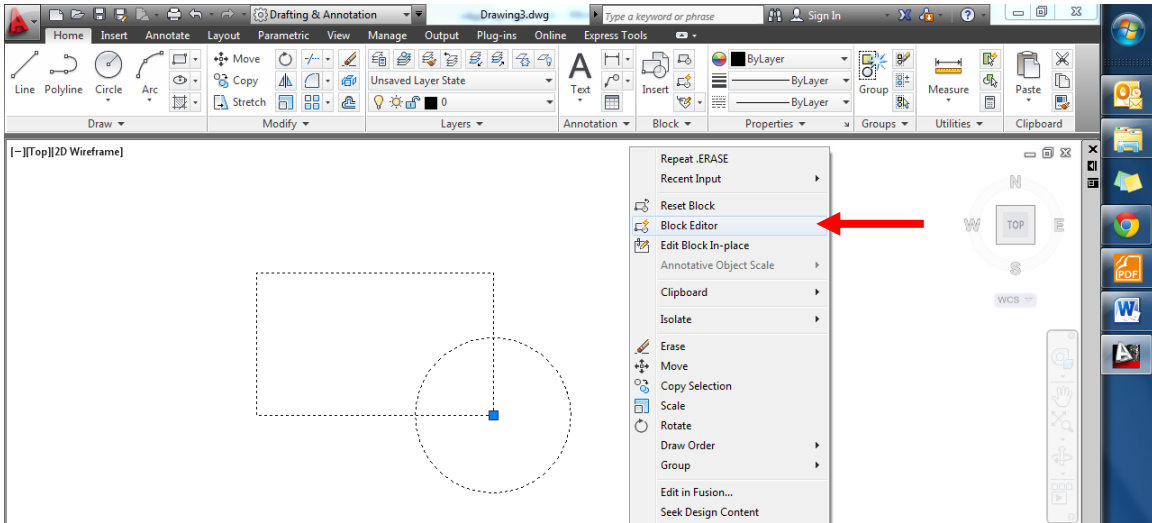 Drafting & Annotation
Drawing3.dwg
Type a keyword or phrase
Sign In
Home Insert Annotate Layout Parametric View Manage Output Plug-ins Online Express Tools
Move
ByLayer
Copy
Unsaved Layer State
ByLayer
Line Polyline Circle Arc
Text
Insert
Group
Measure
Paste
Stretch
0
ByLayer
Draw
Modify
Layers
Annotation
Block
Properties
Groups
Utilities
Clipboard
[−][Top][2D Wireframe]
Repeat .ERASE
Recent Input
Reset Block
Block Editor
Edit Block In-place
Annotative Object Scale
Clipboard
Isolate
Erase
Move
Copy Selection
Scale
Rotate
Draw Order
Group
Edit in Fusion...
Seek Design Content
N
W TOP E
S
WCS
PDF